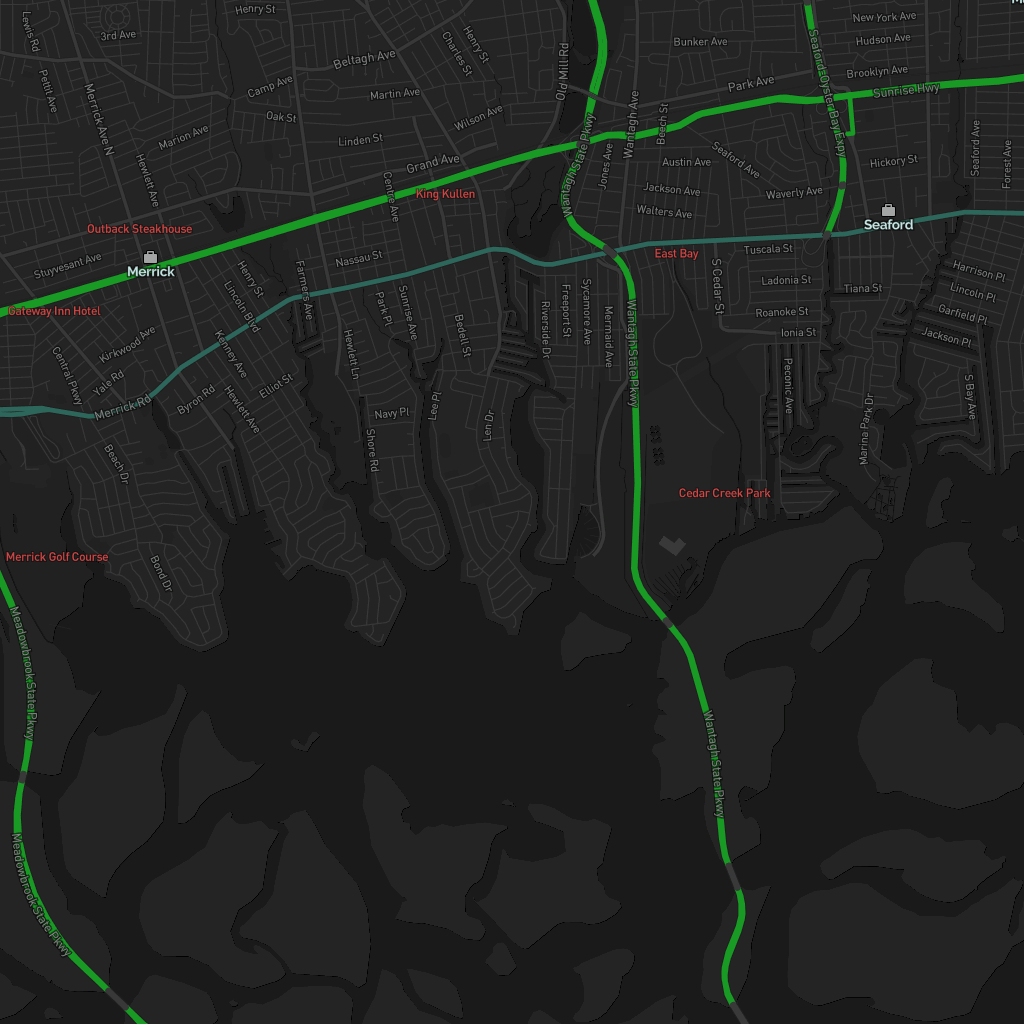 Henry St
Lewis Rd
3rd Ave
Henry St
Charles St
Bunker Ave
New York Ave
Hudson Ave
Pettit Ave
Merrick Ave N
Camp Ave
Beltagh Ave
Old Mill Rd
Park Ave
Brooklyn Ave
Seaford Oyster Bay Expy
Sunrise Hwy
Martin Ave
Oak St
Wilson Ave
Wantagh Ave
Beech St
Marion Ave
Linden St
Grand Ave
Wantagh State Pkwy
Jones Ave
Austin Ave
Seaford Ave
Hickory St
Seaford Ave
Forest Ave
Hewlett Ave
Centre Ave
King Kullen
Jackson Ave
Waverly Ave
Walters Ave
Outback Steakhouse
Seaford
Stuyvesant Ave
Merrick
Nassau St
East Bay
Tuscala St
Henry St
Farmers Ave
S Cedar St
Ladonia St
Tiana St
Harrison Pl
Lincoln Pl
Gateway Inn Hotel
Lincoln Blvd
Park Pl
Sunrise Ave
Bedell St
Riverside Dr
Freeport St
Sycamore Ave
Mermaid Ave
Wantagh State Pkwy
Roanoke St
Ionia St
Garfield Pl
Jackson Pl
Kirkwood Ave
Kenney Ave
Hewlett Ln
Central Pkwy
Yale Rd
Byron Rd
Hewlett Ave
Elliot St
Peconic Ave
S Bay Ave
Merrick Rd
Navy Pl
Lee Pl
Len Dr
Marina Park Dr
Beach Dr
Shore Rd
Cedar Creek Park
Merrick Golf Course
Bond Dr
Meadowbrook State Pkwy
Wantagh State Pkwy
Meadowbrook State Pkwy